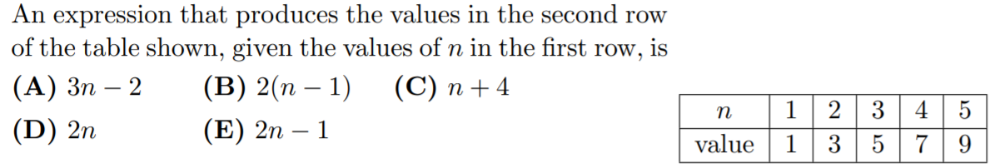 An expression that produces the values in the second row
of the table shown, given the values of n in the first row, is
(A) 3n − 2 (B) 2(n − 1) (C) n + 4
(D) 2n (E) 2n − 1
n 1 2 3 4 5
value 1 3 5 7 9